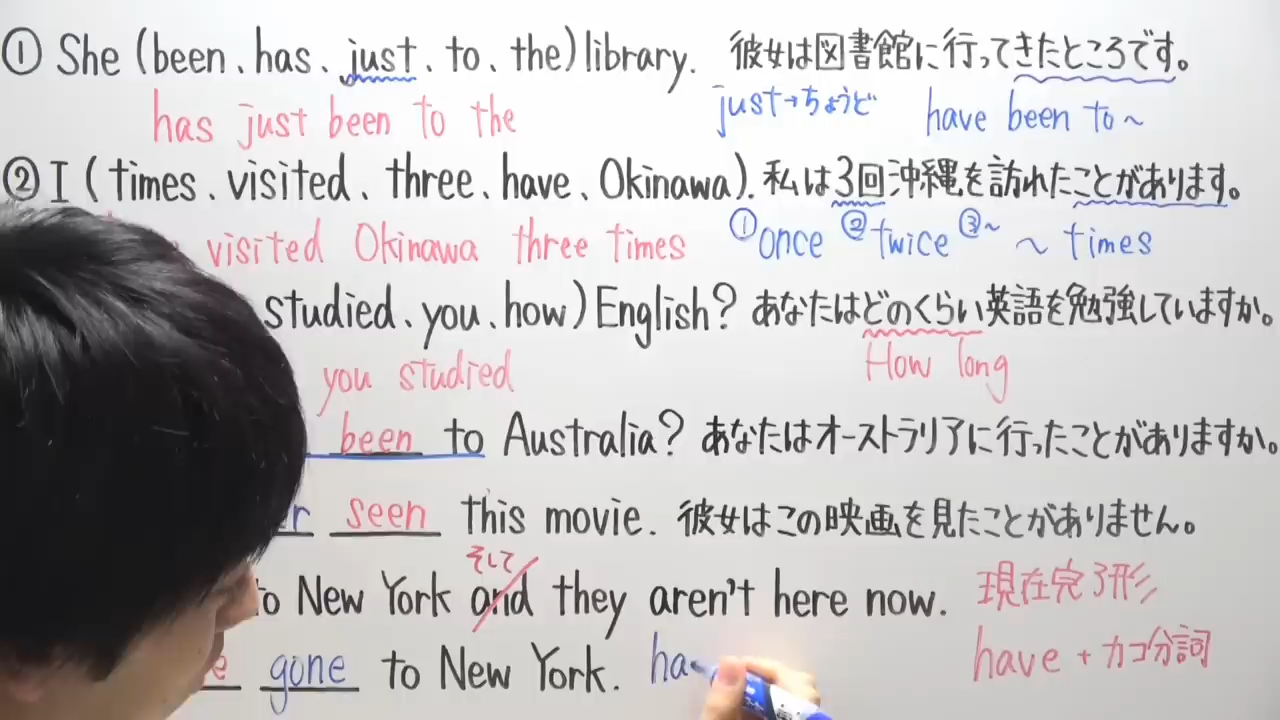 ① She (been、has、just、to、the) library. 彼女は図書館に行ってきたところです。
has just been to the just→ちょうど have been to～
② I (times、visited、three、have、Okinawa). 私は3回沖縄を訪れたことがあります。
visited Okinawa three times ①once ②twice ③～ ～ times
studied、you、how) English? あなたはどのくらい英語を勉強していますか。
you studied How long
been to Australia? あなたはオーストラリアに行ったことがありますか。
seen this movie. 彼女はこの映画を見たことがありません。
そして
to New York and they aren't here now. 現在完了形
gone to New York. ha have + カコ分詞